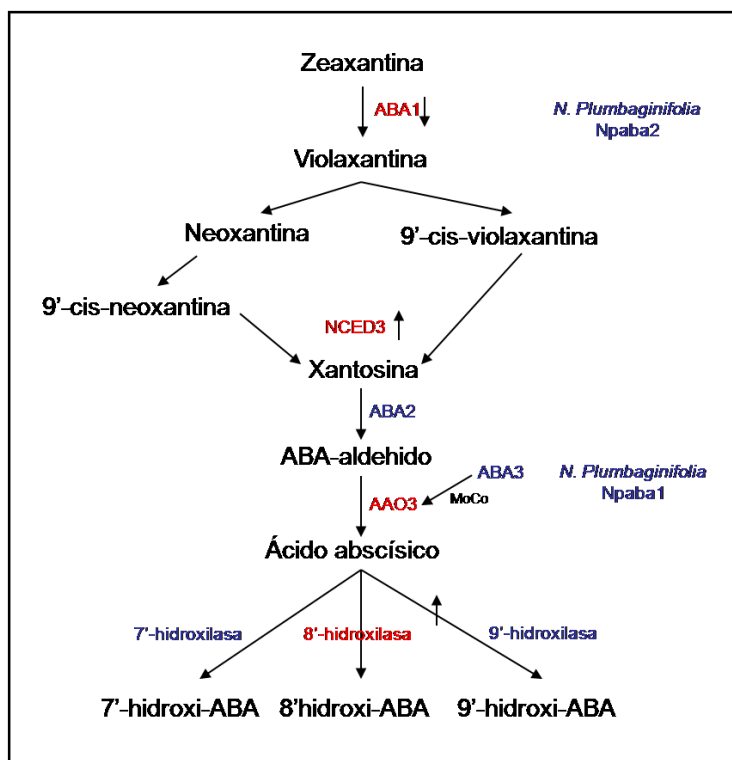 Zeaxantina
ABA1
N. Plumbaginifolia
Npaba2
Violaxantina
Neoxantina
9'-cis-violaxantina
9'-cis-neoxantina
NCED3
Xantosina
ABA2
ABA-aldehido
ABA3
N. Plumbaginifolia
Npaba1
AAO3
MoCo
Ácido abscísico
7'-hidroxilasa
8'-hidroxilasa
9'-hidroxilasa
7'-hidroxi-ABA
8'hidroxi-ABA
9'-hidroxi-ABA